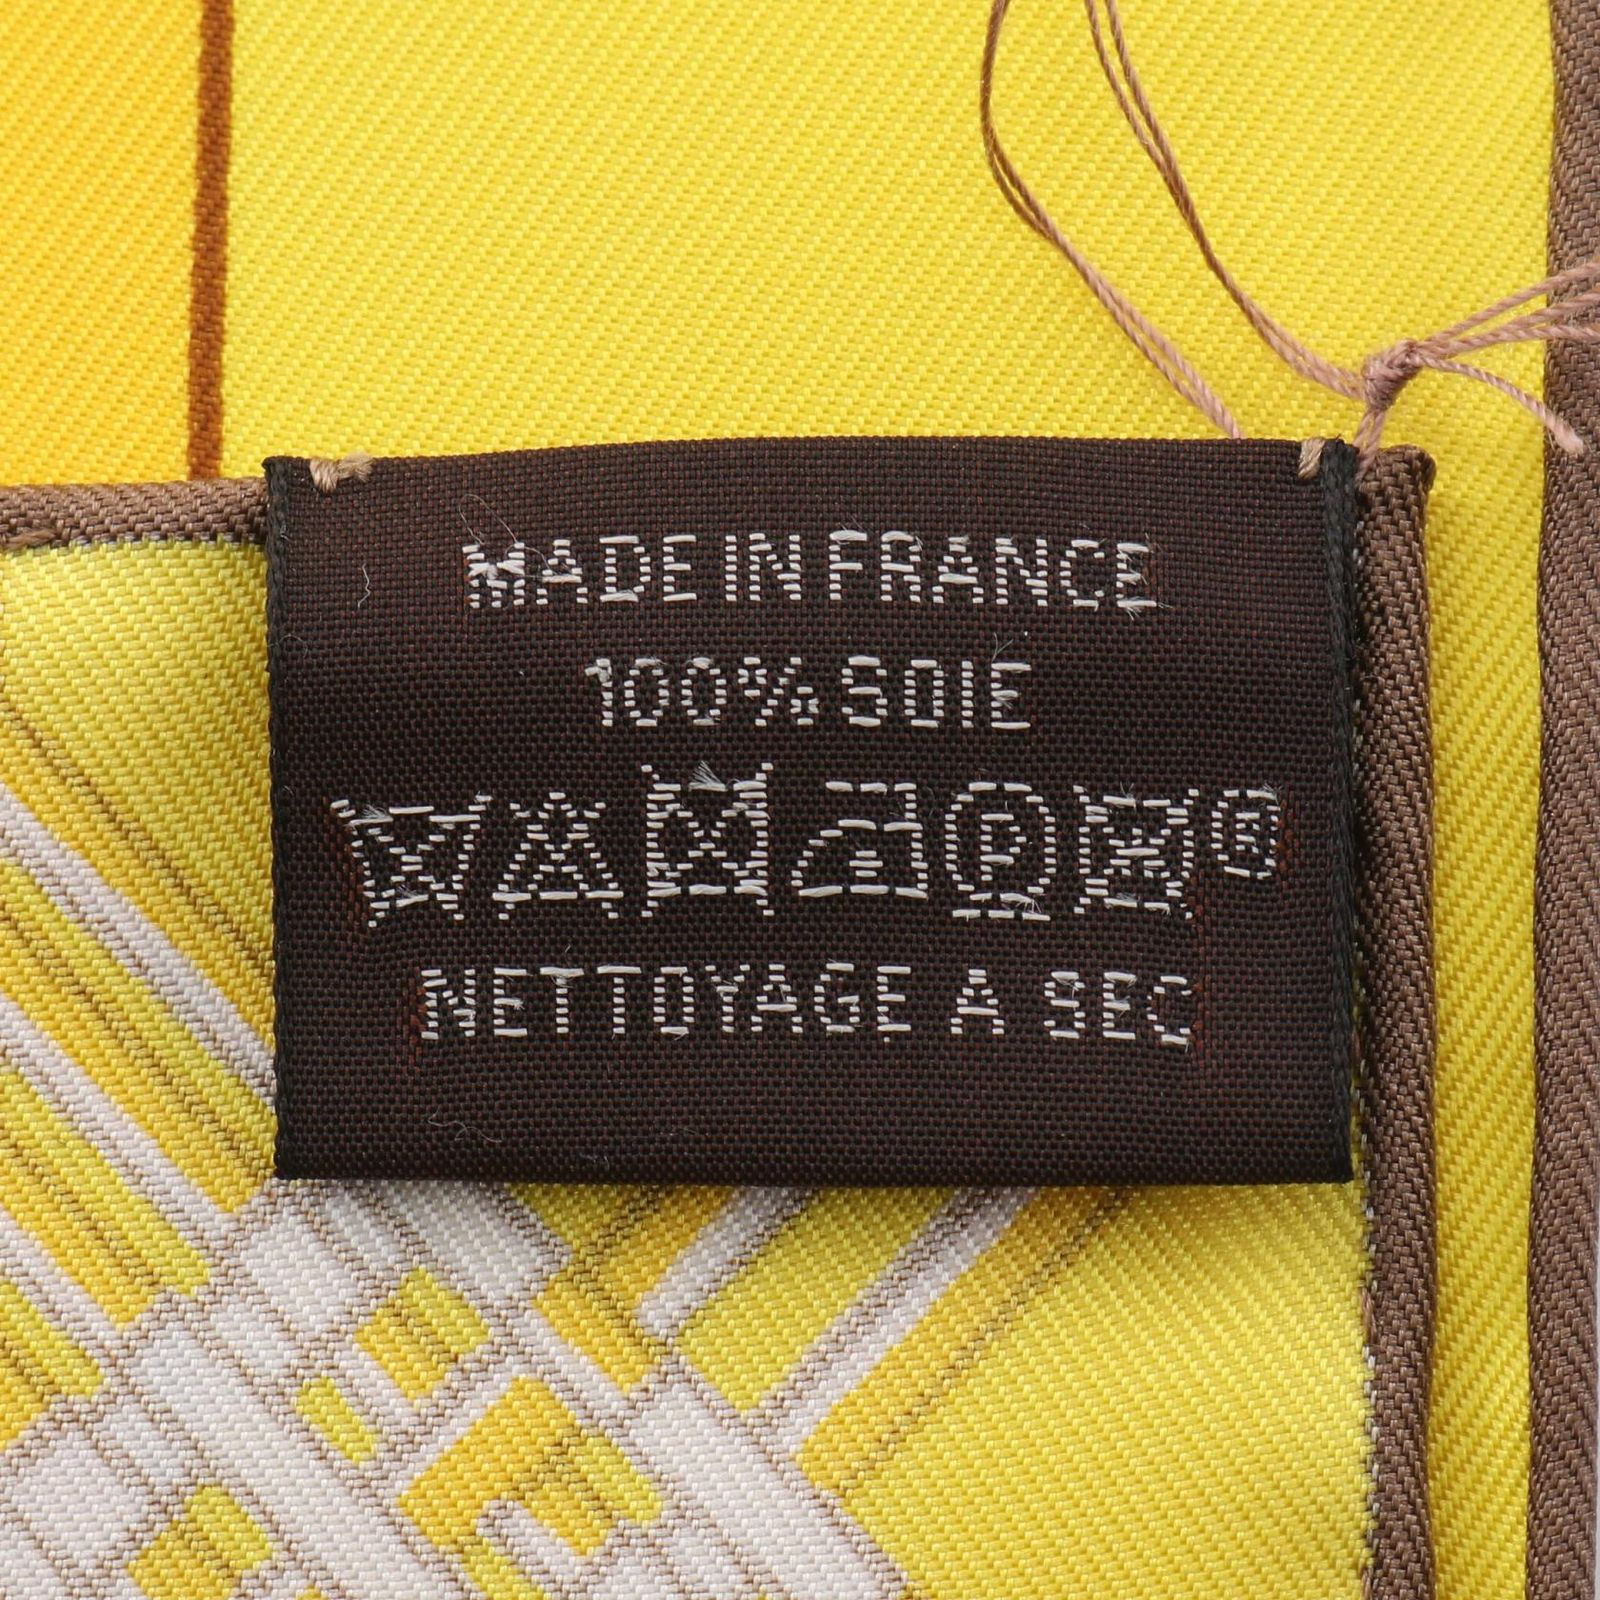 MADE IN FRANCE
100% SOIE
P ®
NETTOYAGE A SEC